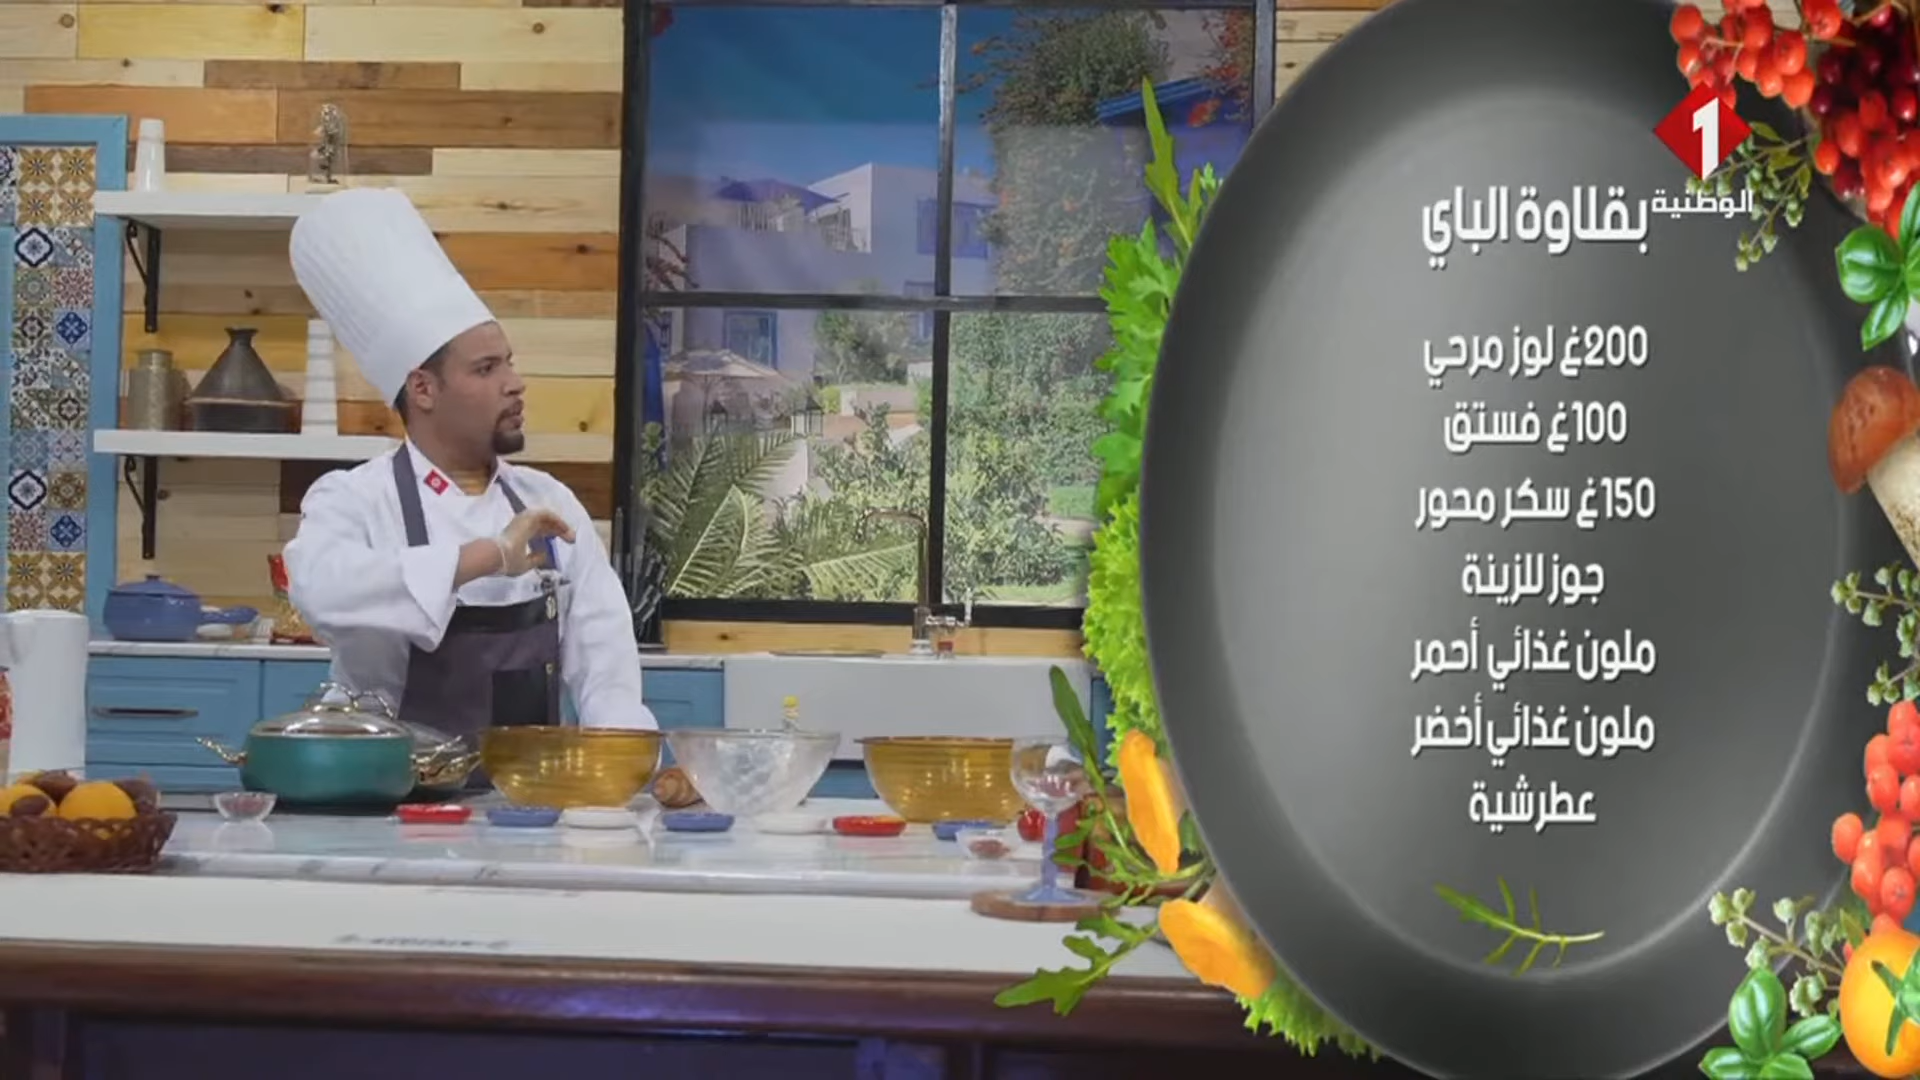 1
الوطنية
بقلاوة الباي
200غ لوز مرحي
100غ فستق
150غ سكر محور
جوز للزينة
ملون غذائي أحمر
ملون غذائي أخضر
عطرشية